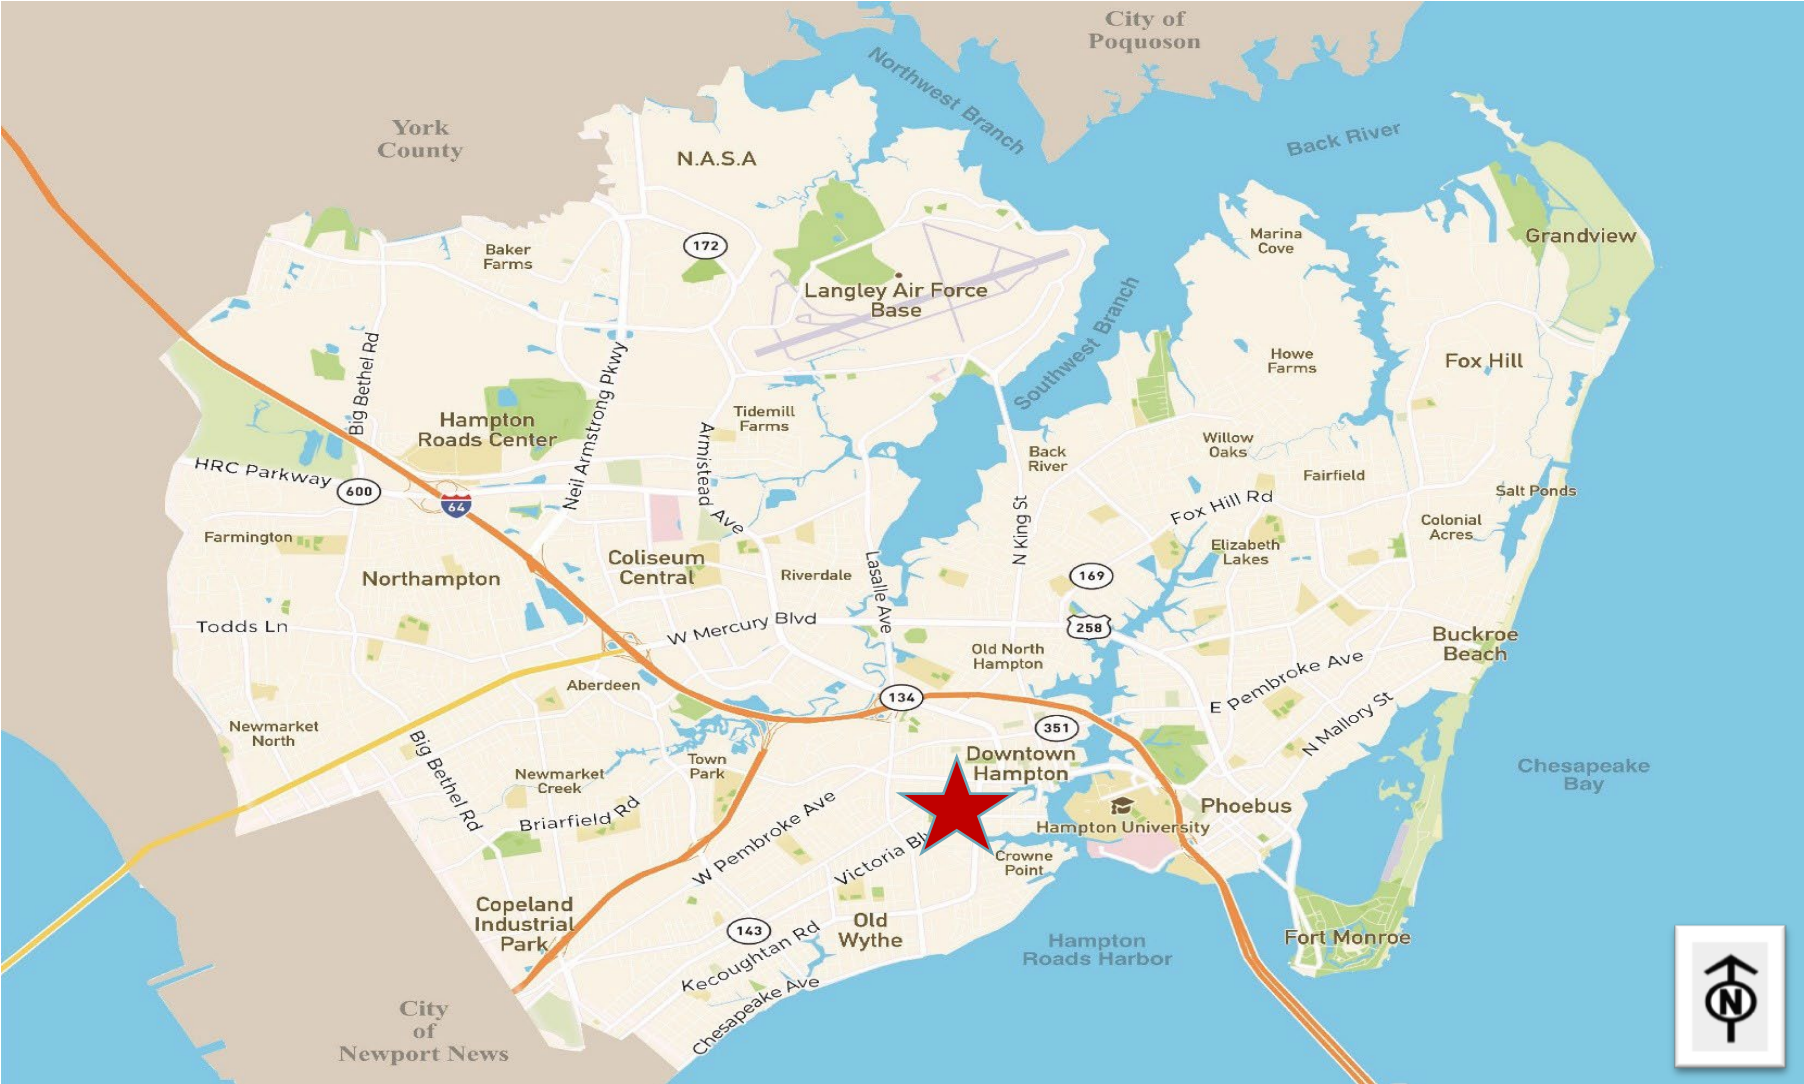 City of
Poquoson
Northwest Branch
York
County
Back River
N.A.S.A
172
Baker
Farms
Marina
Cove
Grandview
Langley Air Force
Base
Southwest Branch
Big Bethel Rd
Neil Armstrong Pkwy
Howe
Farms
Fox Hill
Hampton
Roads Center
Tidemill
Farms
Armistead Ave
Back
River
Willow
Oaks
Fairfield
HRC Parkway
600
64
Salt Ponds
Fox Hill Rd
N King St
Colonial
Acres
Farmington
Elizabeth
Lakes
Northampton
Coliseum
Central
Riverdale
Lasalle Ave
169
Todds Ln
W Mercury Blvd
258
Buckroe
Beach
Old North
Hampton
Aberdeen
E Pembroke Ave
134
N Mallory St
351
Newmarket
North
Big Bethel Rd
Town
Park
Downtown
Hampton
Newmarket
Creek
Chesapeake
Bay
Briarfield Rd
W Pembroke Ave
Phoebus
Hampton University
Victoria Blv
Crowne
Point
Copeland
Industrial
Park
143
Old
Wythe
Kecoughtan Rd
Hampton
Roads Harbor
Fort Monroe
Chesapeake Ave
City
of
Newport News
N